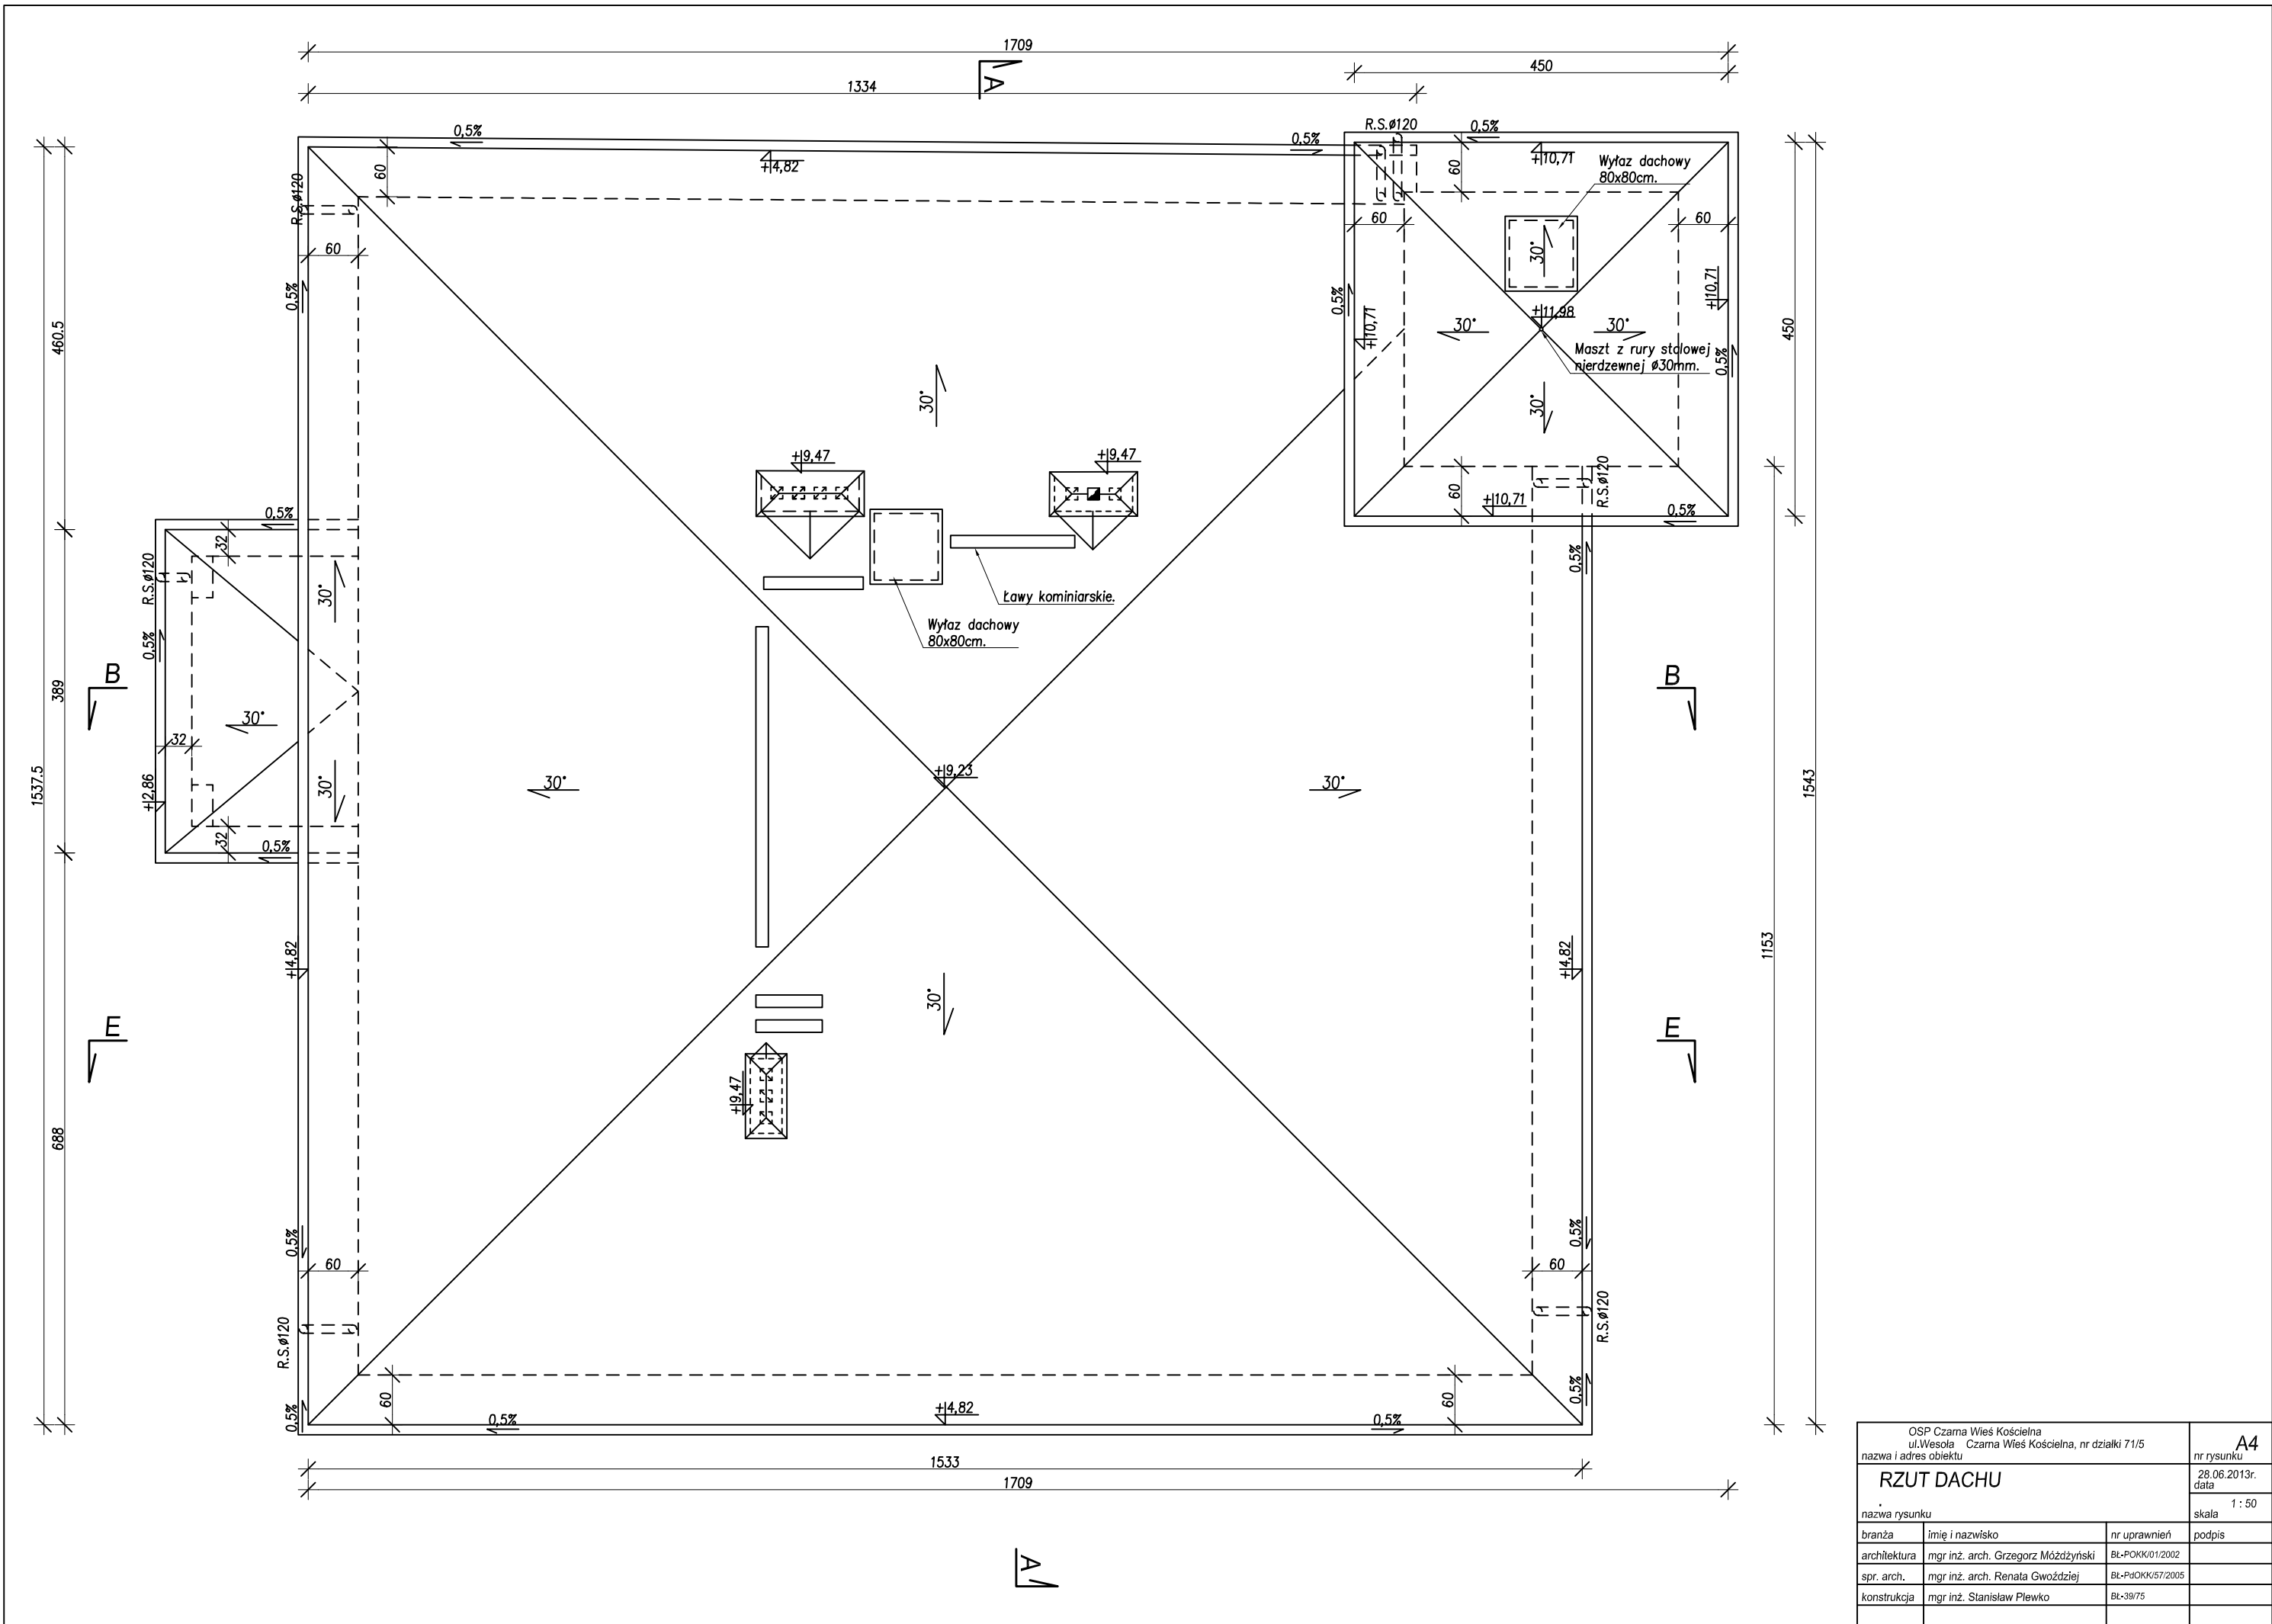 1709
450
1334
A
0,5%
0,5%
R.S.ø120
0,5%
+4,82
60
60
+10,71
Wyłaz dachowy
80x80cm.
R.S.ø120
60
60
60
30°
0,5%
0,5%
+10,71
+10,71
460.5
450
+11,98
30°
30°
Maszt z rury stalowej
nierdzewnej ø30mm.
0,5%
30°
30°
+9,47
+9,47
60
+10,71
R.S.ø120
0,5%
0,5%
32
R.S.ø120
30°
0,5%
Ławy kominiarskie.
Wyłaz dachowy
80x80cm.
0,5%
B
B
389
30°
32
1537.5
+2,86
30°
+9,23
30°
30°
1543
32
0,5%
+4,82
+4,82
1153
30°
E
E
+9,47
688
0,5%
0,5%
60
60
R.S.ø120
R.S.ø120
60
60
0,5%
0,5%
+4,82
0,5%
0,5%
1533
1709
A
OSP Czarna Wieś Kościelna
ul.Wesoła Czarna Wieś Kościelna, nr działki 71/5
nazwa i adres obiektu
A4
nr rysunku
RZUT DACHU
28.06.2013r.
data
.
nazwa rysunku
1 : 50
skala
branża imię i nazwisko nr uprawnień podpis
architektura mgr inż. arch. Grzegorz Móżdżyński BŁ-POKK/01/2002
spr. arch. mgr inż. arch. Renata Gwoździej BŁ-PdOKK/57/2005
konstrukcja mgr inż. Stanisław Plewko BŁ-39/75